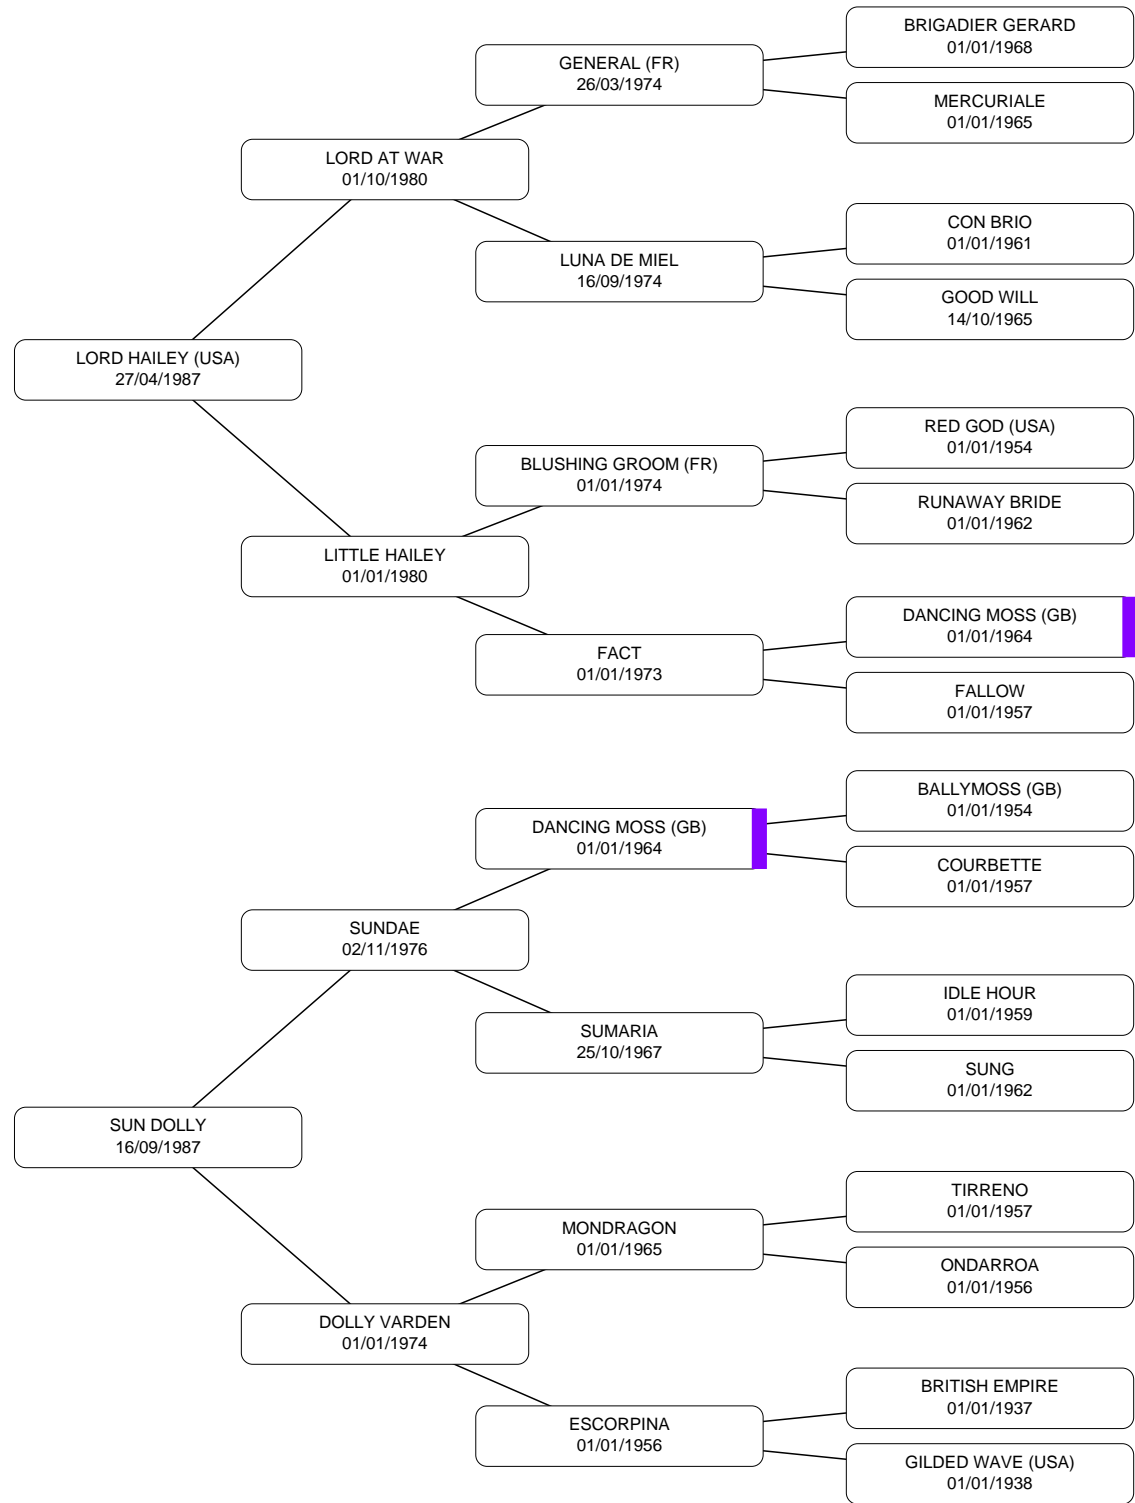 BRIGADIER GERARD
01/01/1968
GENERAL (FR)
26/03/1974
MERCURIALE
01/01/1965
LORD AT WAR
01/10/1980
CON BRIO
01/01/1961
LUNA DE MIEL
16/09/1974
GOOD WILL
14/10/1965
LORD HAILEY (USA)
27/04/1987
RED GOD (USA)
01/01/1954
BLUSHING GROOM (FR)
01/01/1974
RUNAWAY BRIDE
01/01/1962
LITTLE HAILEY
01/01/1980
DANCING MOSS (GB)
01/01/1964
FACT
01/01/1973
FALLOW
01/01/1957
BALLYMOSS (GB)
01/01/1954
DANCING MOSS (GB)
01/01/1964
COURBETTE
01/01/1957
SUNDAE
02/11/1976
IDLE HOUR
01/01/1959
SUMARIA
25/10/1967
SUNG
01/01/1962
SUN DOLLY
16/09/1987
TIRRENO
01/01/1957
MONDRAGON
01/01/1965
ONDARROA
01/01/1956
DOLLY VARDEN
01/01/1974
BRITISH EMPIRE
01/01/1937
ESCORPINA
01/01/1956
GILDED WAVE (USA)
01/01/1938